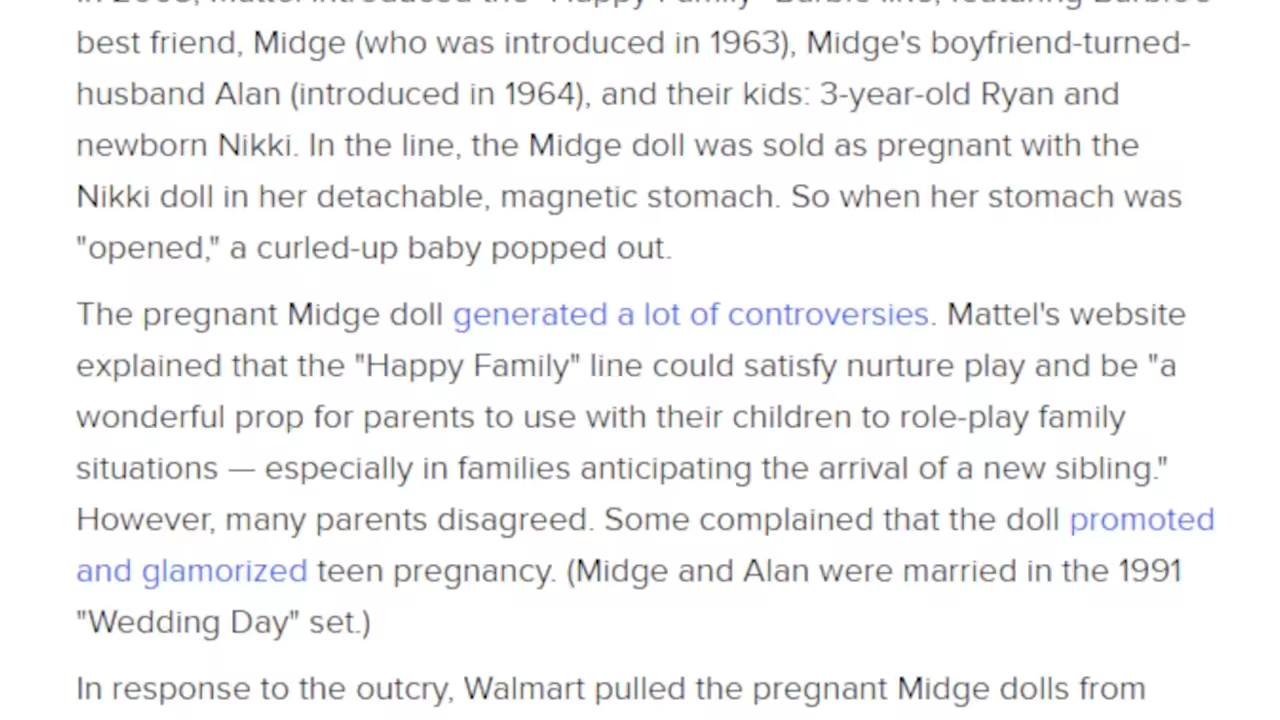 best friend, Midge (who was introduced in 1963), Midge's boyfriend-turned-
husband Alan (introduced in 1964), and their kids: 3-year-old Ryan and
newborn Nikki. In the line, the Midge doll was sold as pregnant with the
Nikki doll in her detachable, magnetic stomach. So when her stomach was
"opened," a curled-up baby popped out.
The pregnant Midge doll generated a lot of controversies. Mattel's website
explained that the "Happy Family" line could satisfy nurture play and be "a
wonderful prop for parents to use with their children to role-play family
situations — especially in families anticipating the arrival of a new sibling."
However, many parents disagreed. Some complained that the doll promoted
and glamorized teen pregnancy. (Midge and Alan were married in the 1991
"Wedding Day" set.)
In response to the outcry, Walmart pulled the pregnant Midge dolls from